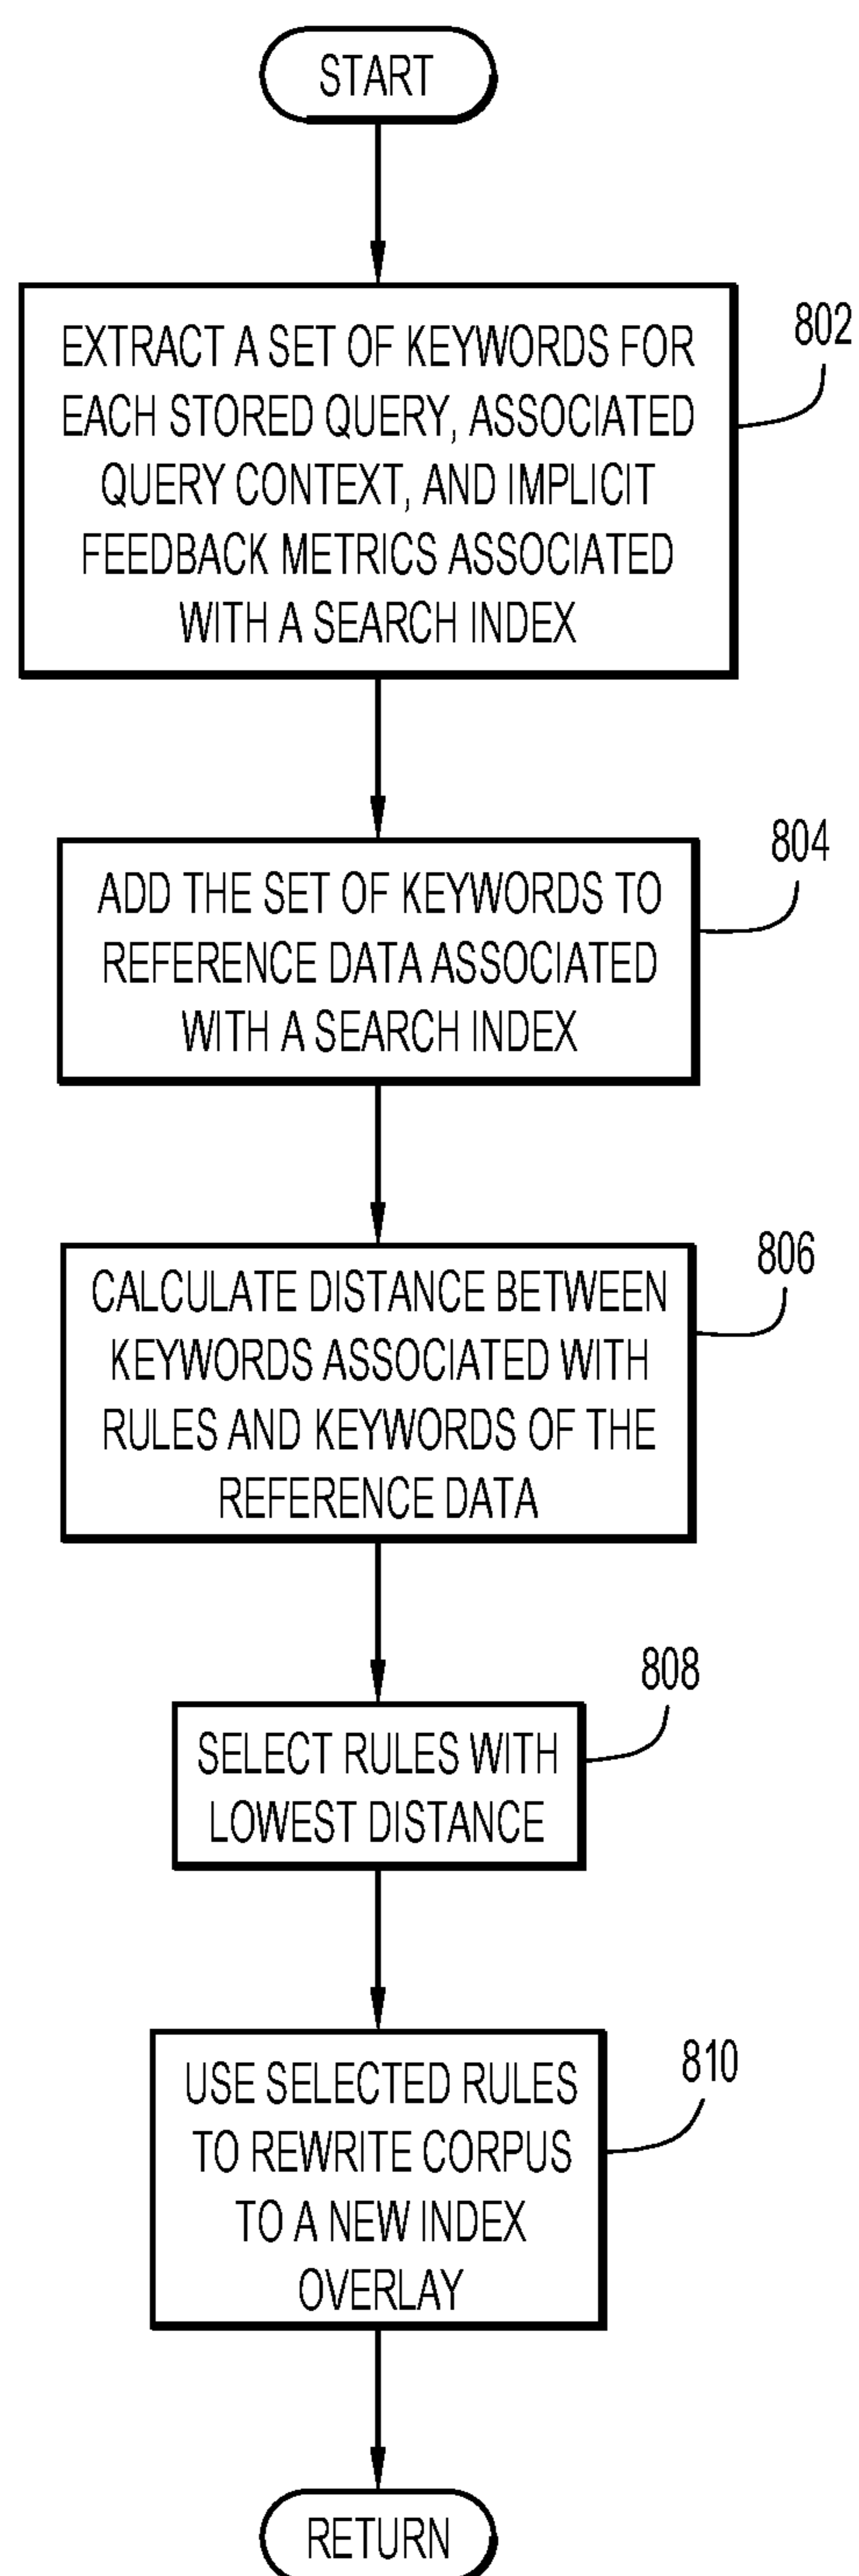 START
802
EXTRACT A SET OF KEYWORDS FOR
EACH STORED QUERY, ASSOCIATED
QUERY CONTEXT, AND IMPLICIT
FEEDBACK METRICS ASSOCIATED
WITH A SEARCH INDEX
804
ADD THE SET OF KEYWORDS TO
REFERENCE DATA ASSOCIATED
WITH A SEARCH INDEX
806
CALCULATE DISTANCE BETWEEN
KEYWORDS ASSOCIATED WITH
RULES AND KEYWORDS OF THE
REFERENCE DATA
808
SELECT RULES WITH
LOWEST DISTANCE
810
USE SELECTED RULES
TO REWRITE CORPUS
TO A NEW INDEX
OVERLAY
RETURN